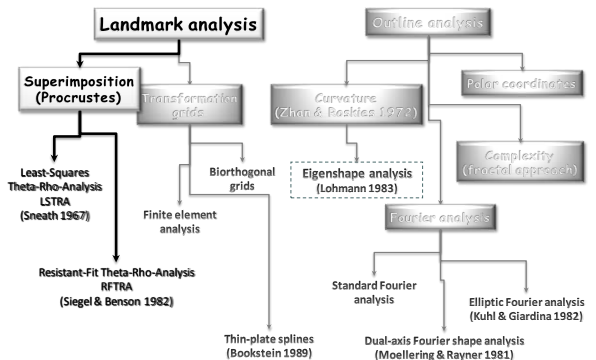 Landmark analysis
Outline analysis
Superimposition
(Procrustes)
Transformation
grids
Curvature
(Zhan & Roskies 1972)
Polar coordinates
Complexity
(fractal approach)
Least-Squares
Theta-Rho-Analysis
LSTRA
(Sneath 1967)
Biorthogonal
grids
Eigenshape analysis
(Lohmann 1983)
Finite element
analysis
Fourier analysis
Resistant-Fit Theta-Rho-Analysis
RFTRA
(Siegel & Benson 1982)
Standard Fourier
analysis
Elliptic Fourier analysis
(Kuhl & Giardina 1982)
Thin-plate splines
(Bookstein 1989)
Dual-axis Fourier shape analysis
(Moellering & Rayner 1981)